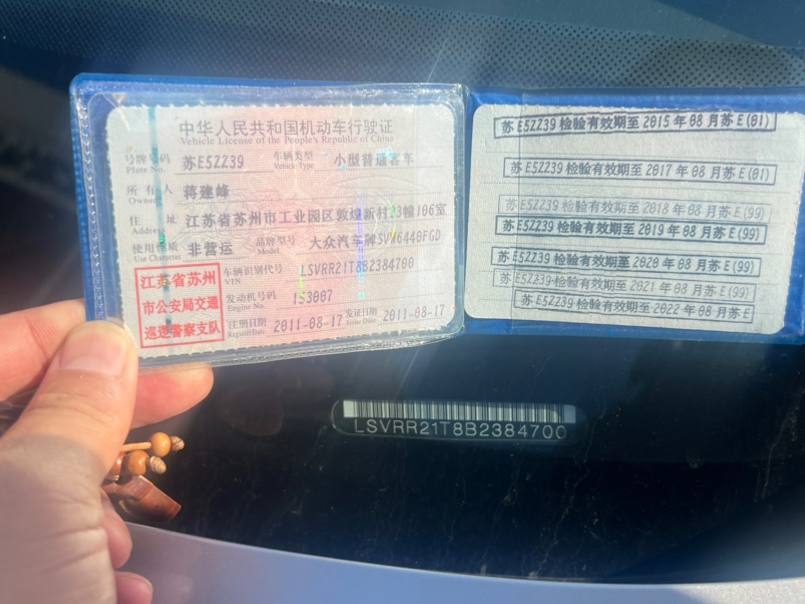 中华人民共和国机动车行驶证
Vehicle License of the People's Republic of China
号牌号码 苏E5ZZ39 车辆类型 小型普通客车
Plate No. Vehicle Type
所有人 蒋建峰
Owner
住址 江苏省苏州市工业园区敦煌新村33幢106室
Address
使用性质 非营运 品牌型号 大众汽车牌SVW6440FGD
Use Character Model
江苏省苏州
市公安局交通
巡逻警察支队
车辆识别代号 LSVRR21T8B2384700
VIN
发动机号码 153007
Engine No.
注册日期 2011-08-17 发证日期 2011-08-17
Register Date Issue Date
苏E5ZZ39检验有效期至2015年08月苏E(01)
苏E5ZZ39检验有效期至2017年08月苏E(01)
苏E5ZZ39检验有效期至2018年08月苏E(99)
苏E5ZZ39检验有效期至2019年08月苏E(99)
苏E5ZZ39检验有效期至2020年08月苏E(99)
苏E5ZZ39检验有效期至2021年08月苏E(99)
苏E5ZZ39检验有效期至2022年08月苏E
LSVRR21T8B2384700